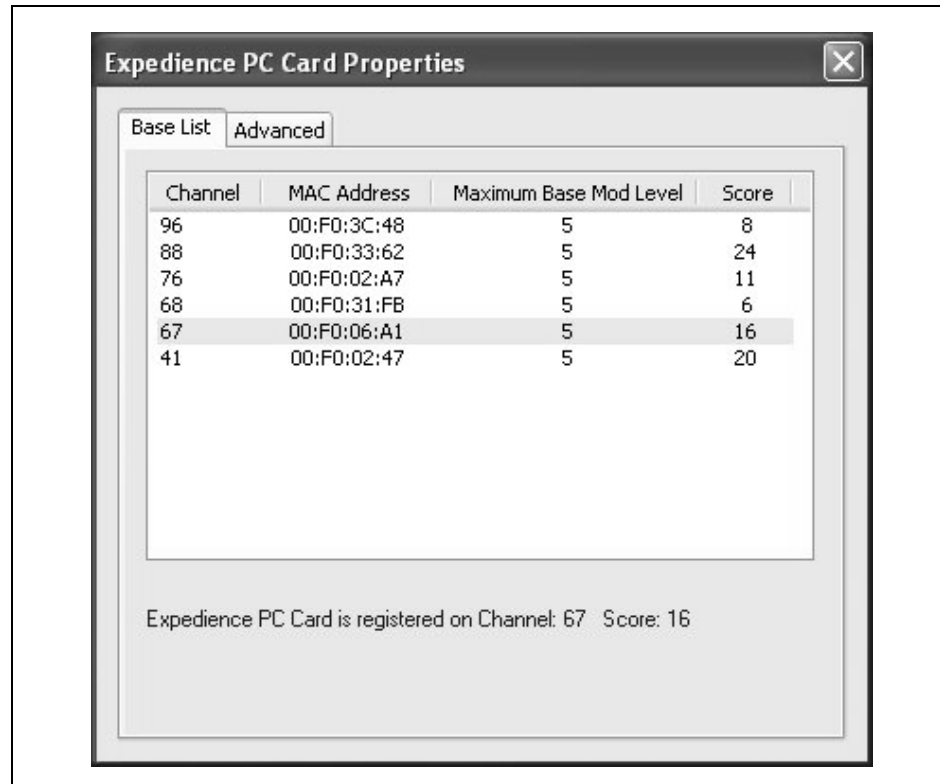 Expedience PC Card Properties
Base List Advanced
Channel MAC Address Maximum Base Mod Level Score
96 00:F0:3C:48 5 8
88 00:F0:33:62 5 24
76 00:F0:02:A7 5 11
68 00:F0:31:FB 5 6
67 00:F0:06:A1 5 16
41 00:F0:02:47 5 20
Expedience PC Card is registered on Channel: 67 Score: 16